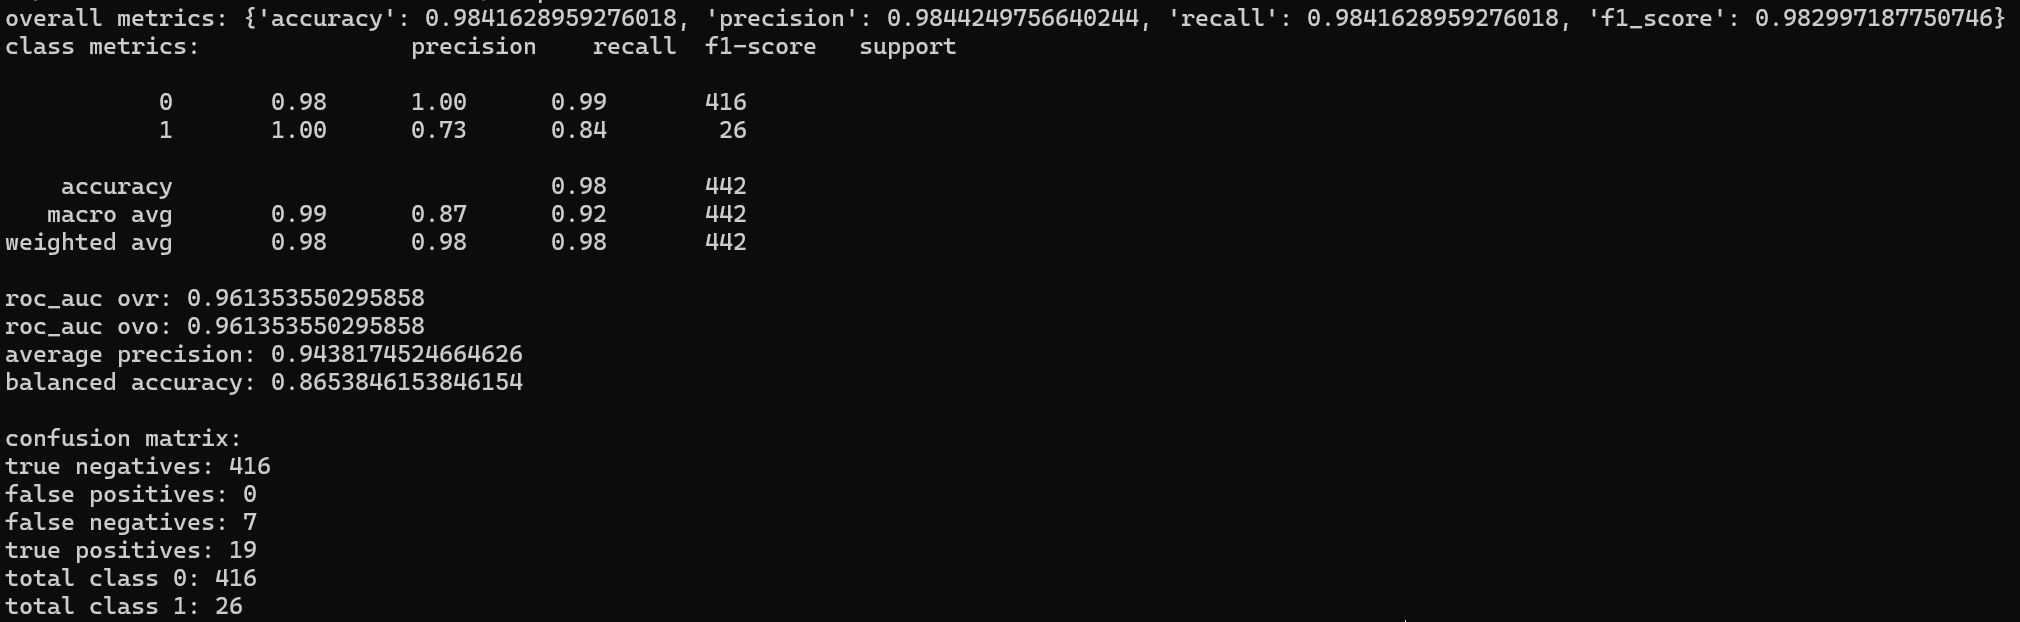 overall metrics: {'accuracy': 0.9841628959276018, 'precision': 0.9844249756640244, 'recall': 0.9841628959276018, 'f1_score': 0.982997187750746}
class metrics:               precision    recall  f1-score   support

           0       0.98      1.00      0.99       416
           1       1.00      0.73      0.84        26

    accuracy                           0.98       442
   macro avg       0.99      0.87      0.92       442
weighted avg       0.98      0.98      0.98       442

roc_auc ovr: 0.961353550295858
roc_auc ovo: 0.961353550295858
average precision: 0.9438174524664626
balanced accuracy: 0.8653846153846154

confusion matrix:
true negatives: 416
false positives: 0
false negatives: 7
true positives: 19
total class 0: 416
total class 1: 26